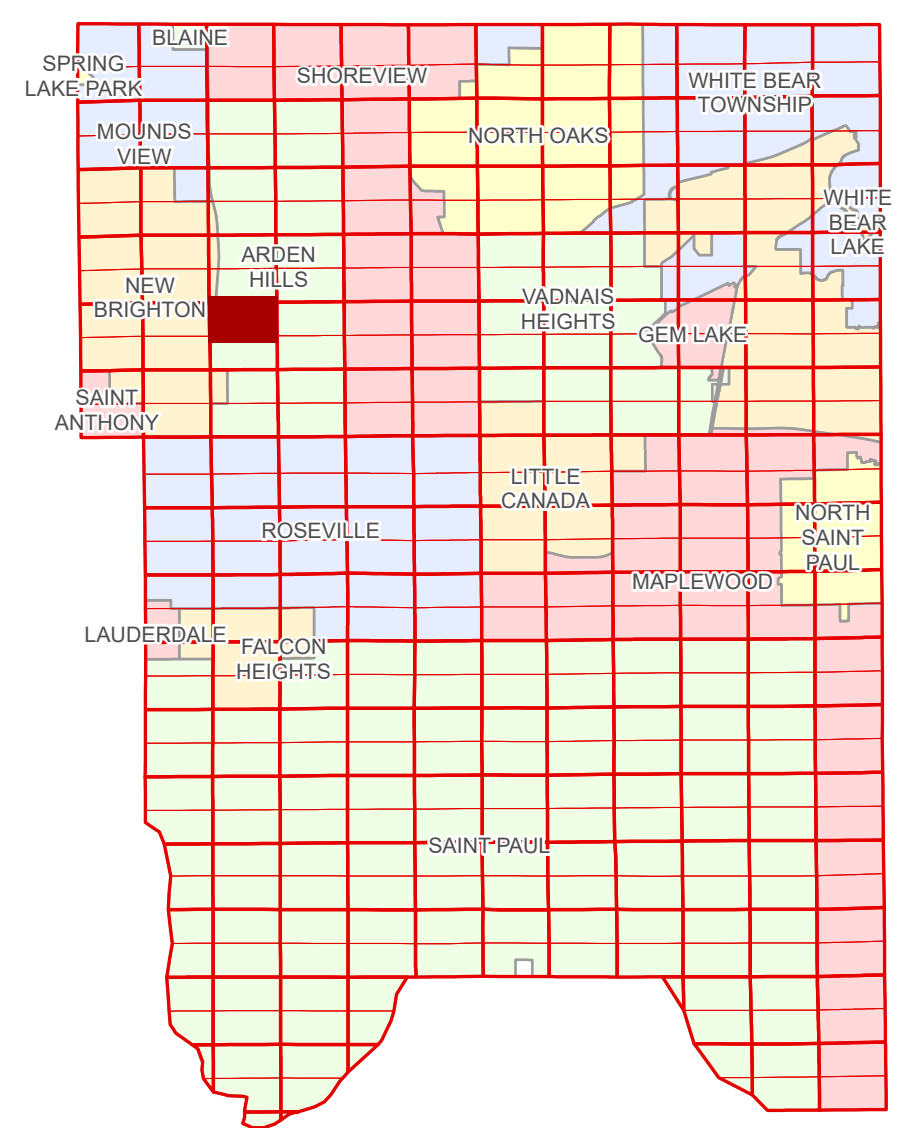 BLAINE
SPRING
LAKE PARK
SHOREVIEW
WHITE BEAR
TOWNSHIP
MOUNDS
VIEW
NORTH OAKS
WHITE
BEAR
LAKE
ARDEN
HILLS
NEW
BRIGHTON
VADNAIS
HEIGHTS
GEM LAKE
SAINT
ANTHONY
LITTLE
CANADA
NORTH
SAINT
PAUL
ROSEVILLE
MAPLEWOOD
LAUDERDALE
FALCON
HEIGHTS
SAINT PAUL